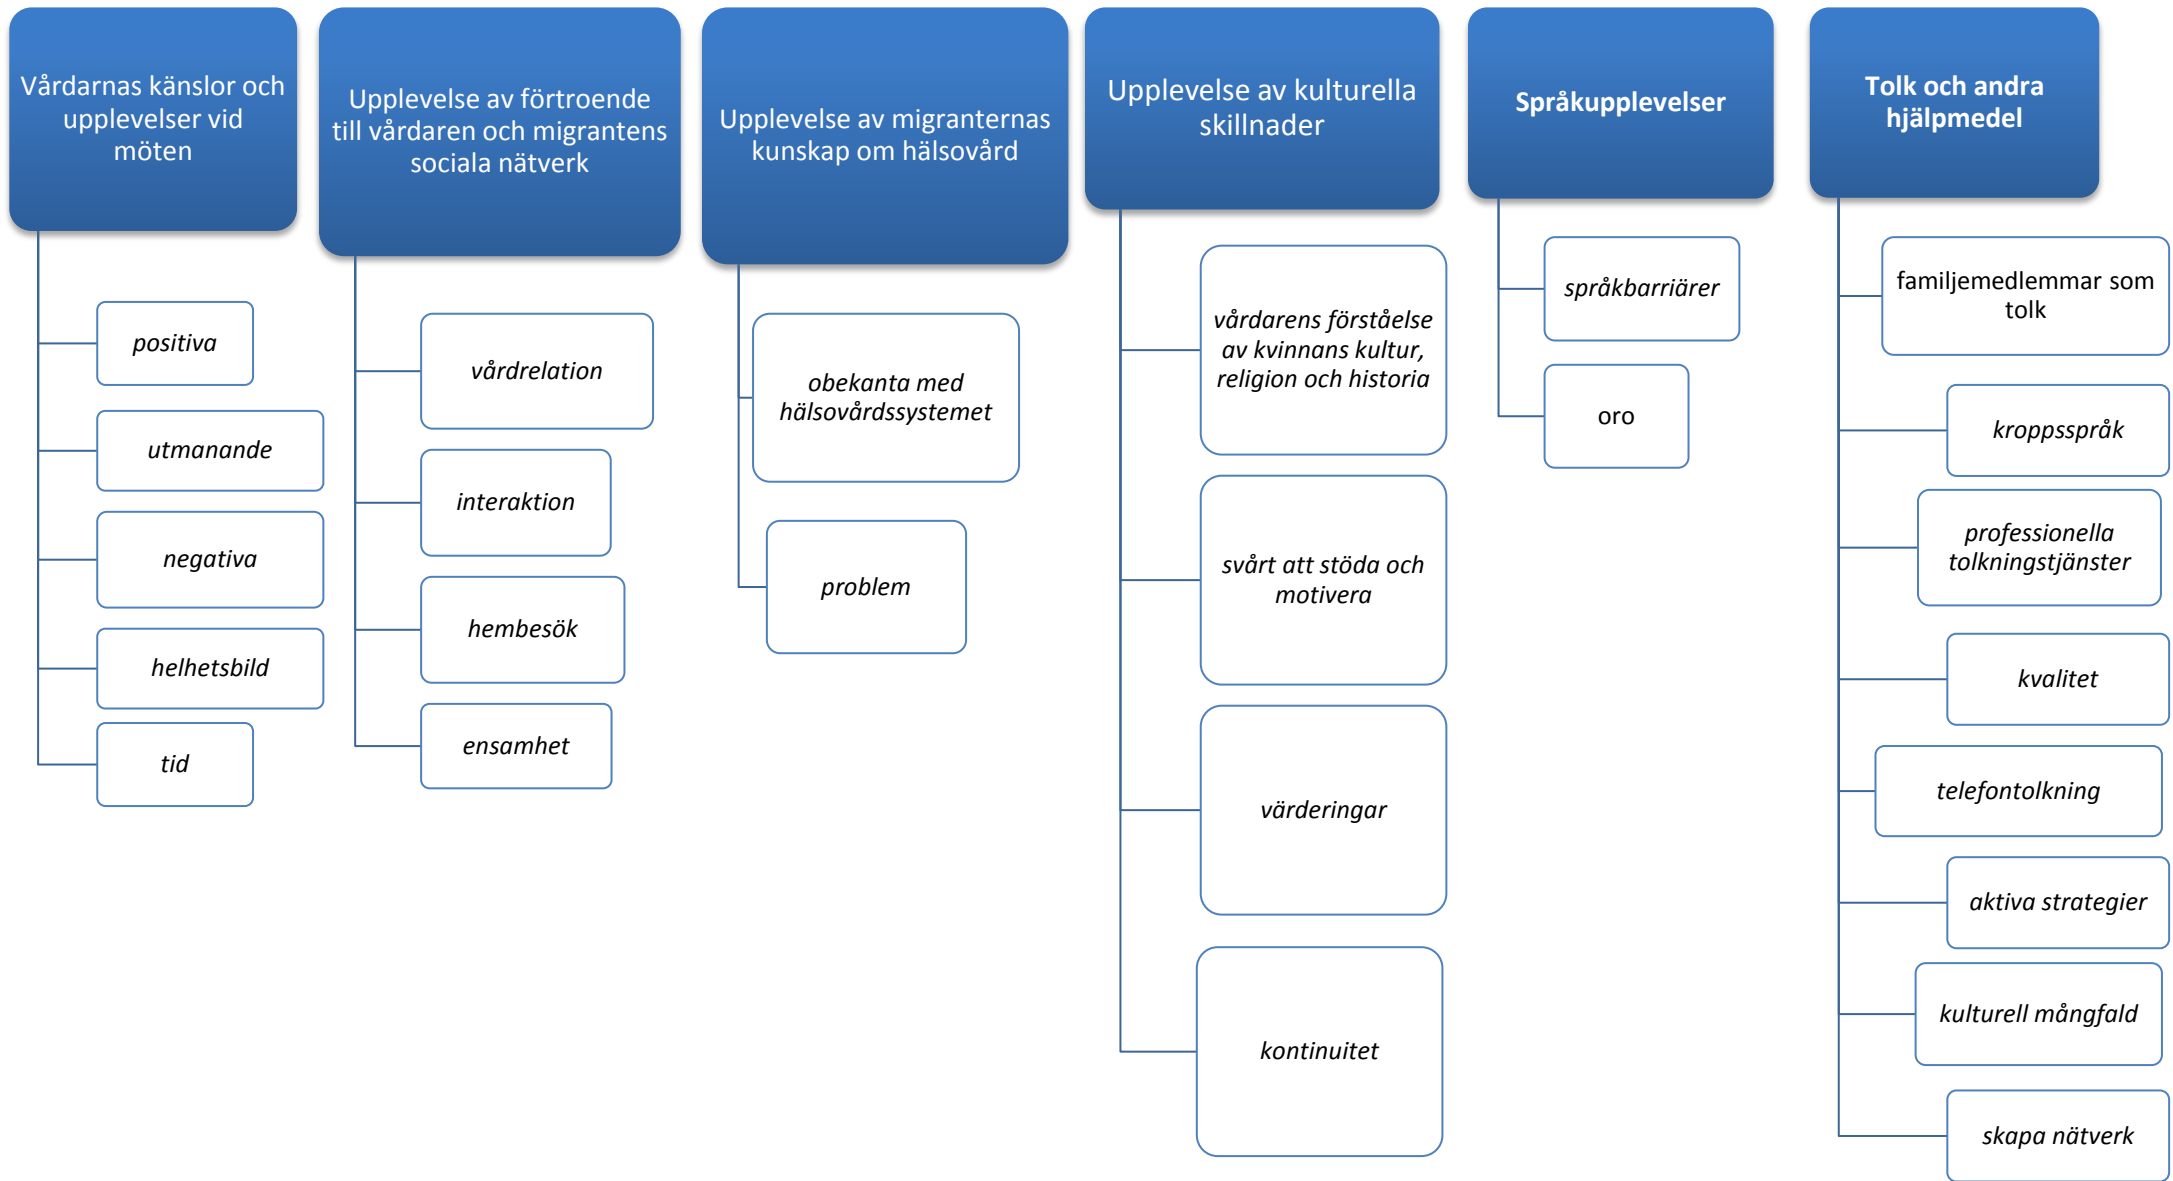 Vårdarnas känslor och
upplevelser vid
möten
positiva
utmanande
negativa
helhetsbild
tid
Upplevelse av förtroende
till vårdaren och migrantens
sociala nätverk
vårdrelation
interaktion
hembesök
ensamhet
Upplevelse av migranternas
kunskap om hälsovård
obekanta med
hälsovårdssystemet
problem
Upplevelse av kulturella
skillnader
vårdarens förståelse
av kvinnans kultur,
religion och historia
svårt att stöda och
motivera
värderingar
kontinuitet
Språkupplevelser
språkbarriärer
oro
Tolk och andra
hjälpmedel
familjemedlemmar som
tolk
kroppsspråk
professionella
tolkningstjänster
kvalitet
telefontolkning
aktiva strategier
kulturell mångfald
skapa nätverk